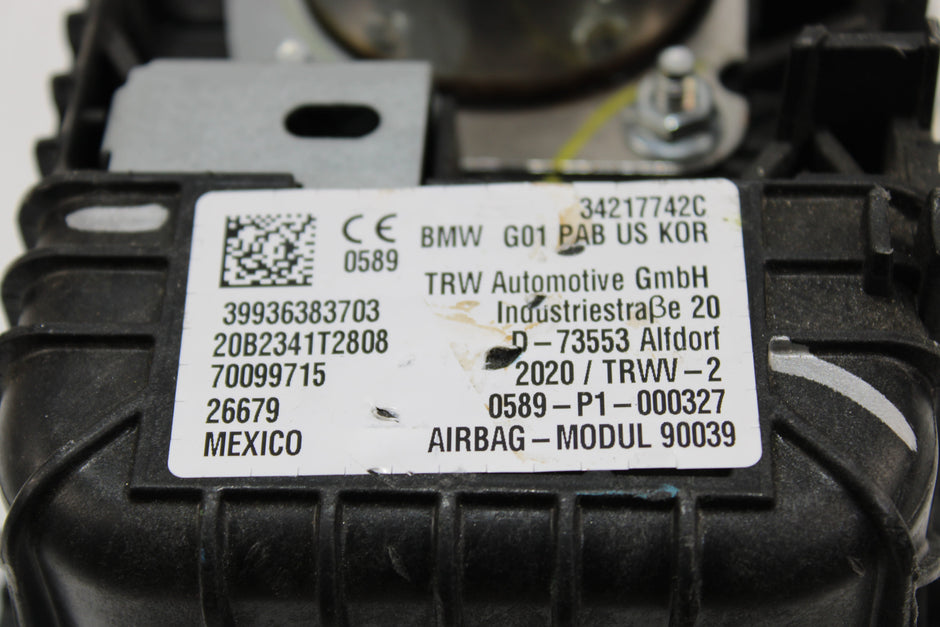 34217742C
CE BMW G01 PAB US KOR
0589
TRW Automotive GmbH
39936383703 Industriestraße 20
20B2341T2808 D-73553 Alfdorf
70099715 2020 / TRWV-2
26679 0589-P1-000327
MEXICO AIRBAG-MODUL 90039